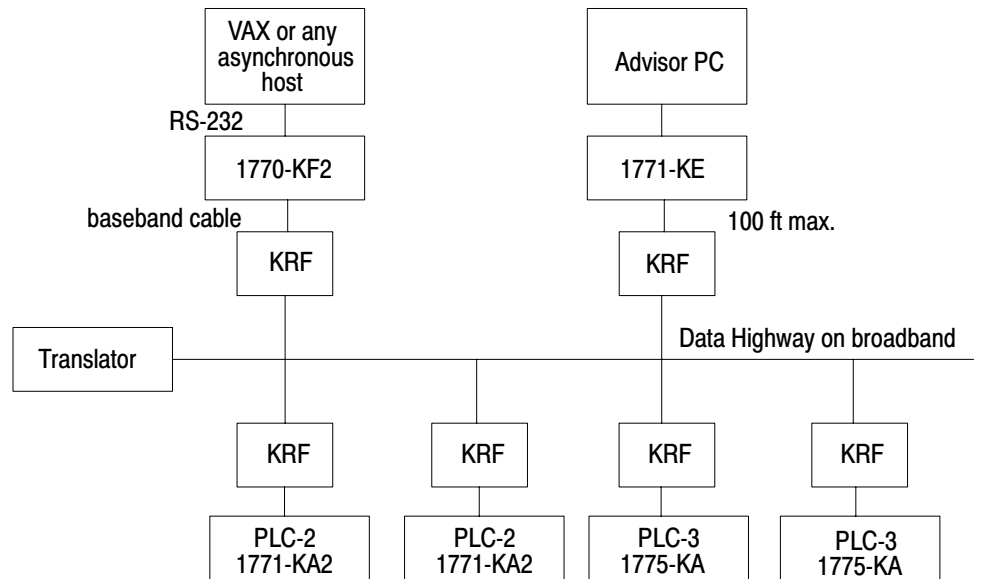 VAX or any
asynchronous
host
Advisor PC
RS-232
1770-KF2
1771-KE
baseband cable
100 ft max.
KRF
KRF
Data Highway on broadband
Translator
KRF
KRF
KRF
KRF
PLC-2
1771-KA2
PLC-2
1771-KA2
PLC-3
1775-KA
PLC-3
1775-KA